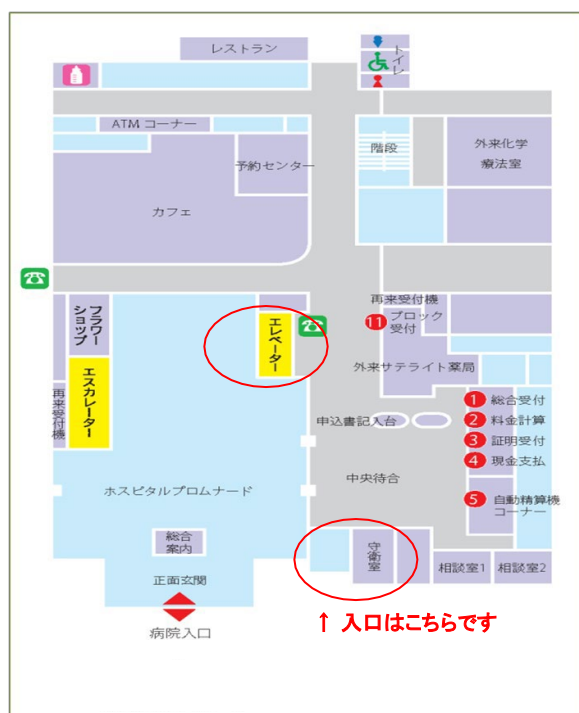 レストラン
トイレ
ATM コーナー
予約センター
階段
外来化学
療法室
カフェ
再来受付機
11 ブロック
受付
フラワー
ショップ
エレベーター
エスカレーター
再来受付機
外来サテライト薬局
1 総合受付
2 料金計算
3 証明受付
4 現金支払
5 自動精算機
コーナー
申込書記入台
中央待合
ホスピタルプロムナード
総合
案内
守衛室
相談室1
相談室2
正面玄関
病院入口
↑ 入口はこちらです